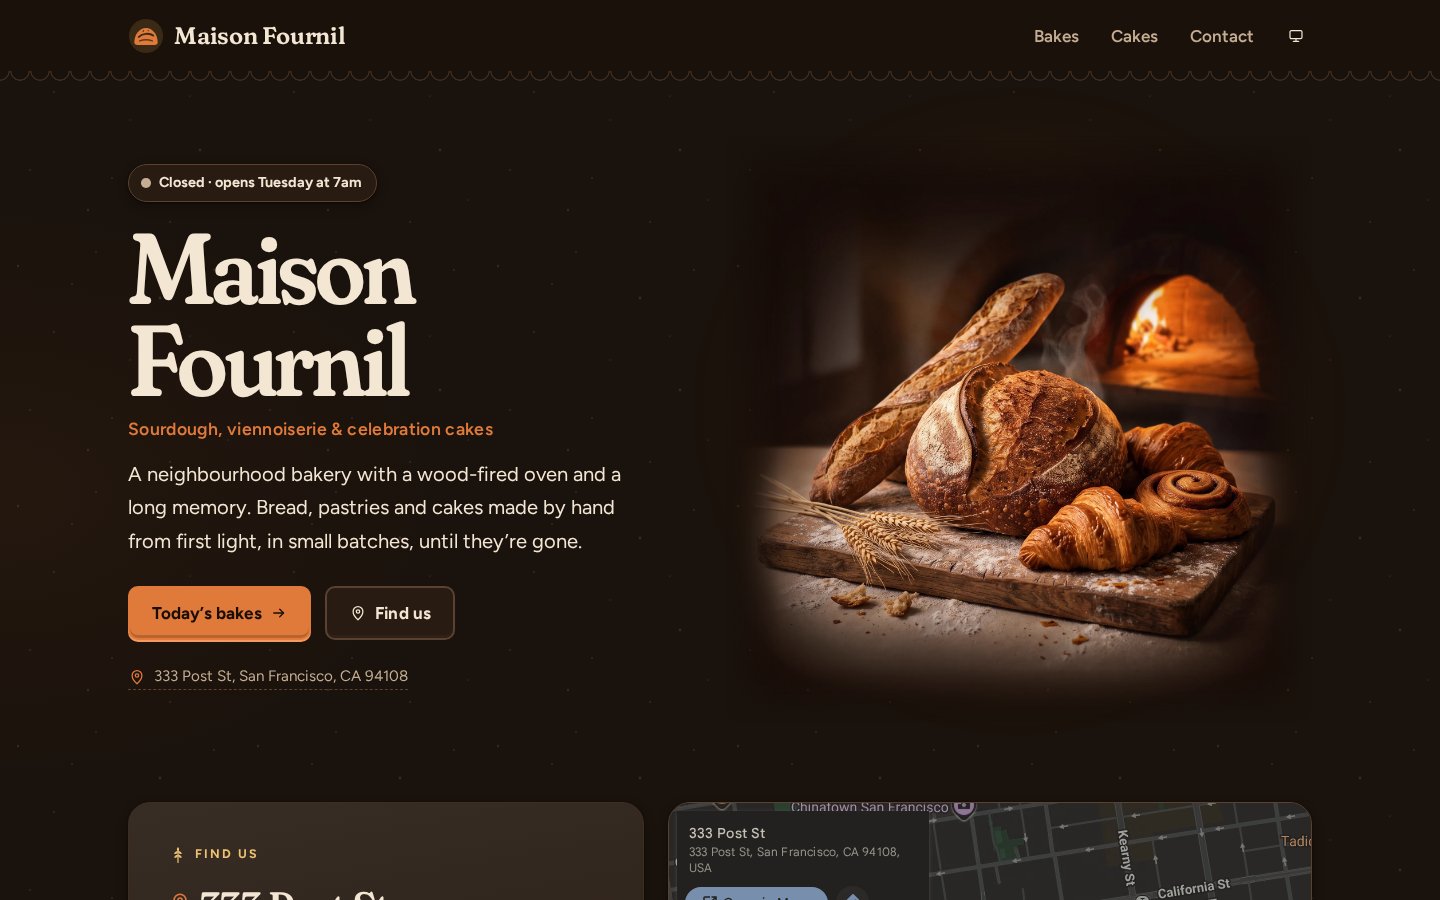 Maison Fournil
Bakes
Cakes
Contact
Closed · opens Tuesday at 7am
Maison
Fournil
Sourdough, viennoiserie & celebration cakes
A neighbourhood bakery with a wood-fired oven and a
long memory. Bread, pastries and cakes made by hand
from first light, in small batches, until they’re gone.
Today’s bakes
Find us
333 Post St, San Francisco, CA 94108
FIND US
333 Post St
Chinatown San Francisco
333 Post St
333 Post St, San Francisco, CA 94108,
USA
Kearny St
California St